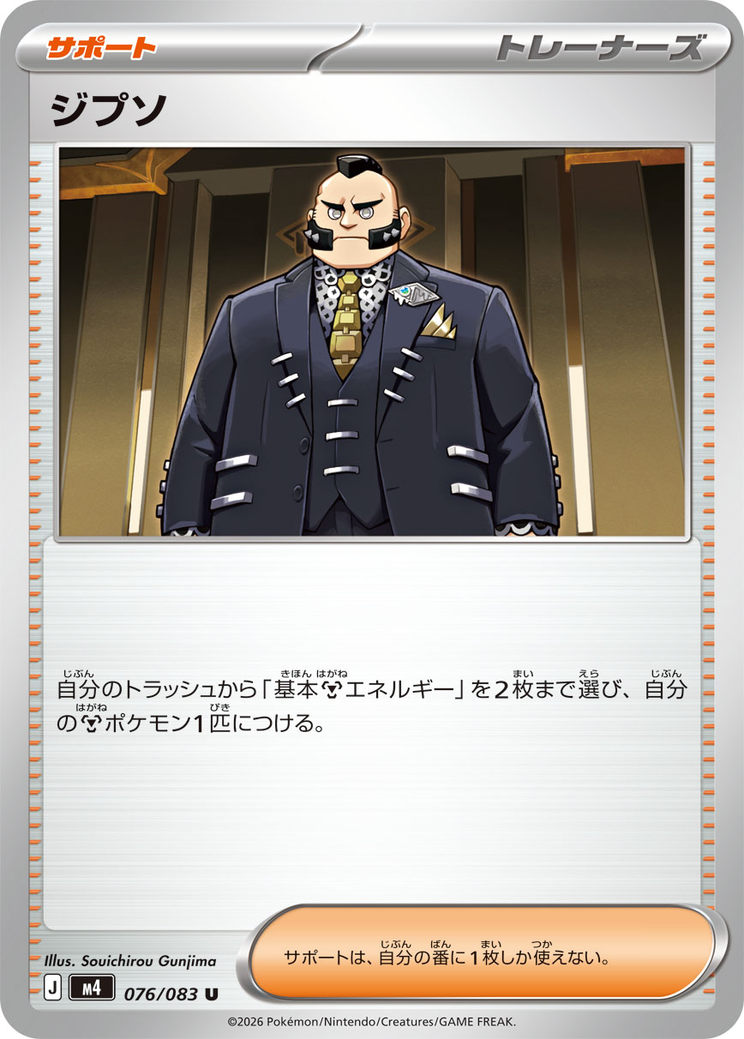 サポート
トレーナーズ
ジプソ
自分のトラッシュから「基本エネルギー」を2枚まで選び、自分
のポケモン1匹につける。
サポートは、自分の番に1枚しか使えない。
Illus. Souichirou Gunjima
J m4 076/083 U
©2026 Pokémon/Nintendo/Creatures/GAME FREAK.